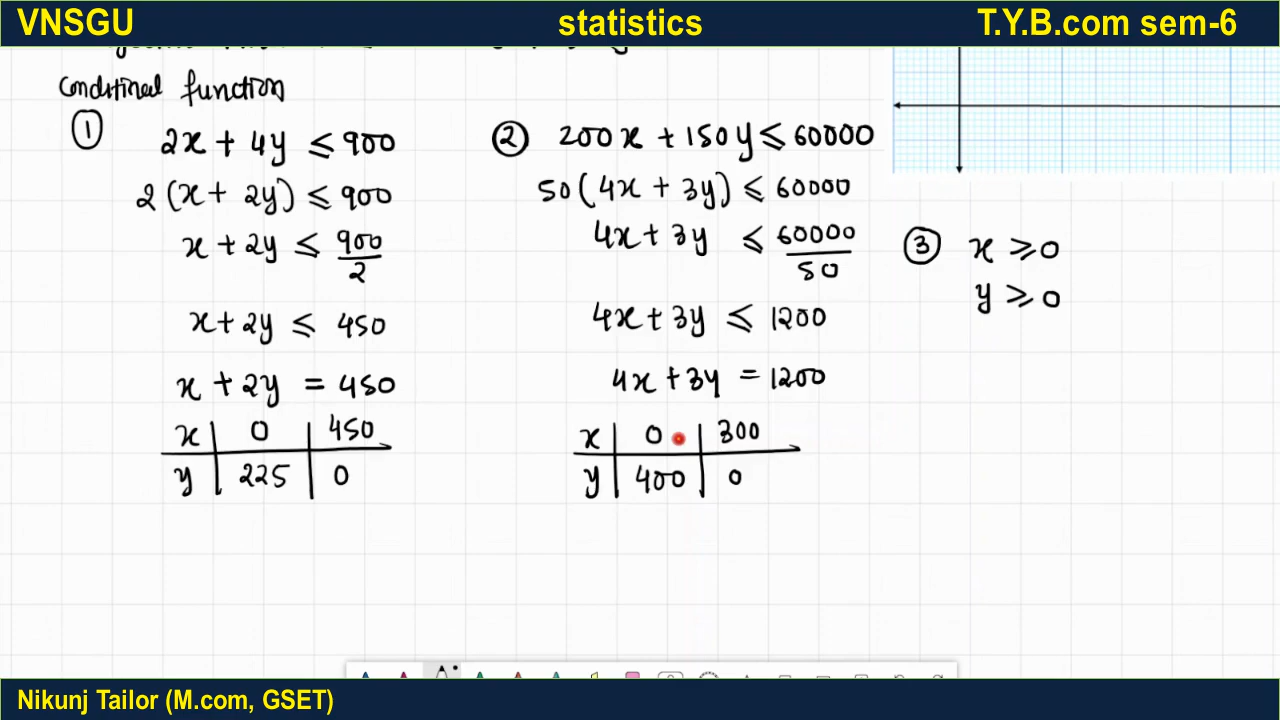 VNSGU statistics T.Y.B.com sem-6
function
①
2x + 4y ≤ 900
2(x + 2y) ≤ 900
x + 2y ≤ 900/2
x + 2y ≤ 450
x + 2y = 450
x | 0 | 450
y | 225 | 0
②
200x + 150y ≤ 60000
50(4x + 3y) ≤ 60000
4x + 3y ≤ 60000/50
4x + 3y ≤ 1200
4x + 3y = 1200
x | 0 | 300
y | 400 | 0
③
x ≥ 0
y ≥ 0
Nikunj Tailor (M.com, GSET)